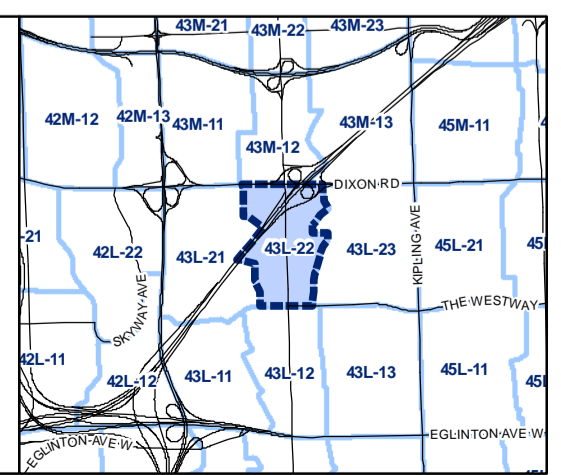 43M-21 43M-22 43M-23
42M-12 42M-13 43M-11 43M-13 45M-11 4
43M-12
DIXON RD
KIPLING AVE
-21 42L-22 43L-21 43L-22 43L-23 45L-21 45
SKYWAY AVE
THE WESTWAY
42L-11 42L-12 43L-11 43L-12 43L-13 45L-11 45
EGLINTON AVE W EGLINTON AVE W